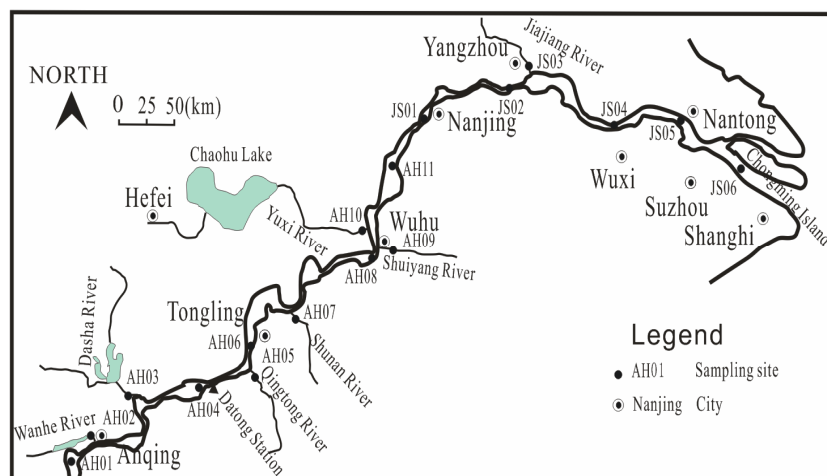 Jiajiang River
Yangzhou
JS03
NORTH
0 25 50(km)
JS01
JS02
JS04
Nanjing
JS05
Nantong
Chaohu Lake
AH11
Wuxi
JS06
Chongming Island
Hefei
Suzhou
Yuxi River
AH10
Wuhu
AH09
Shanghi
AH08
Shuiyang River
Dasha River
Tongling
AH07
AH06
AH05
Shunan River
Legend
AH01 Sampling site
Nanjing City
AH03
AH04
Qingtong River
Datong Station
Wanhe River
AH02
Anqing
AH01